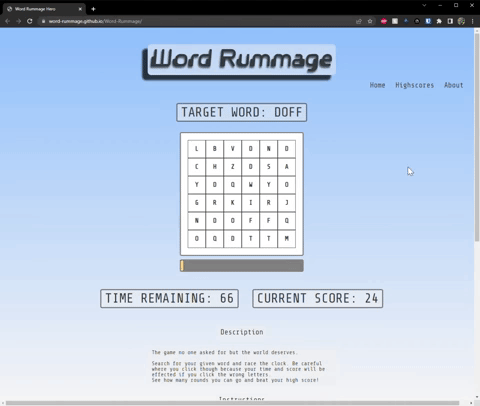 Word Rummage Hero
word-rummage.github.io/Word-Rummage/
Word Rummage
Home Highscores About
TARGET WORD: DOFF
L B V D N D
C H Z D S A
Y D Q W Y O
G R K I R J
N D O F F Q
O Q D T T M
TIME REMAINING: 66 CURRENT SCORE: 24
Description
The game no one asked for but the world deserves.
Search for your given word and race the clock. Be careful
where you click though because your time and score will be
effected if you click the wrong letters.
See how many rounds you can go and beat your high score!
Instructions